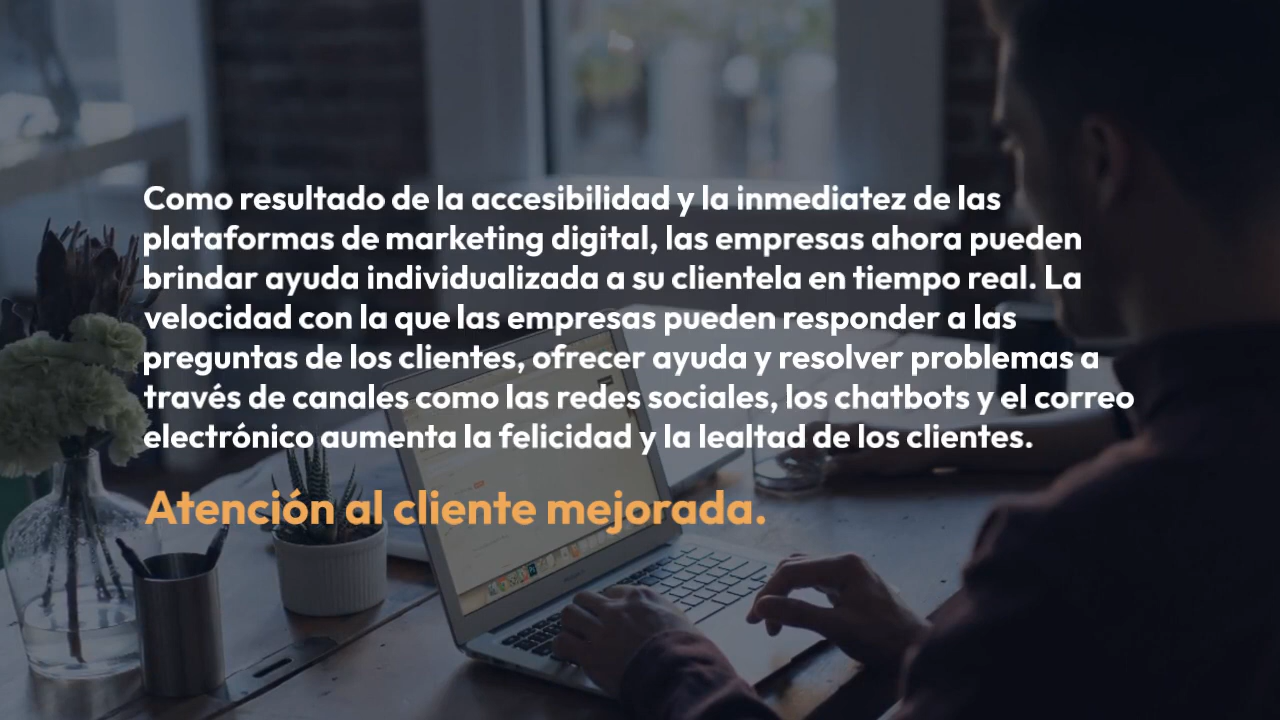 Como resultado de la accesibilidad y la inmediatez de las
plataformas de marketing digital, las empresas ahora pueden
brindar ayuda individualizada a su clientela en tiempo real. La
velocidad con la que las empresas pueden responder a las
preguntas de los clientes, ofrecer ayuda y resolver problemas a
través de canales como las redes sociales, los chatbots y el correo
electrónico aumenta la felicidad y la lealtad de los clientes.
Atención al cliente mejorada.